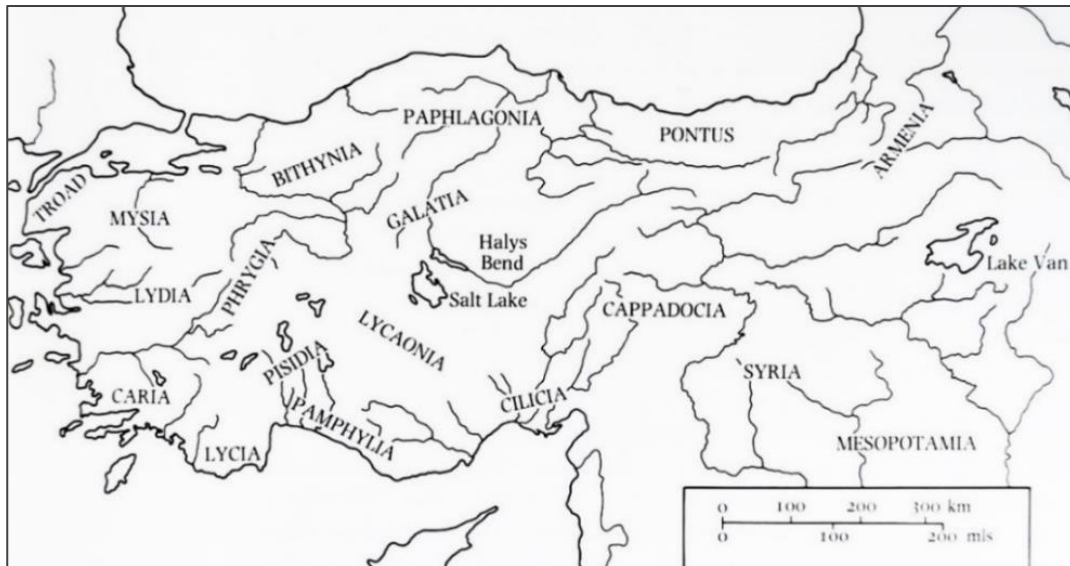 PAPHLAGONIA
PONTUS
ARMENIA
BITHYNIA
TROAD
MYSIA
GALATIA
Halys
Bend
Lake Van
PHRYGIA
LYDIA
Salt Lake
CAPPADOCIA
LYCAONIA
PISIDIA
SYRIA
CARIA
CILICIA
PAMPHYLIA
LYCIA
MESOPOTAMIA
0 100 200 300 km
0 100 200 mls